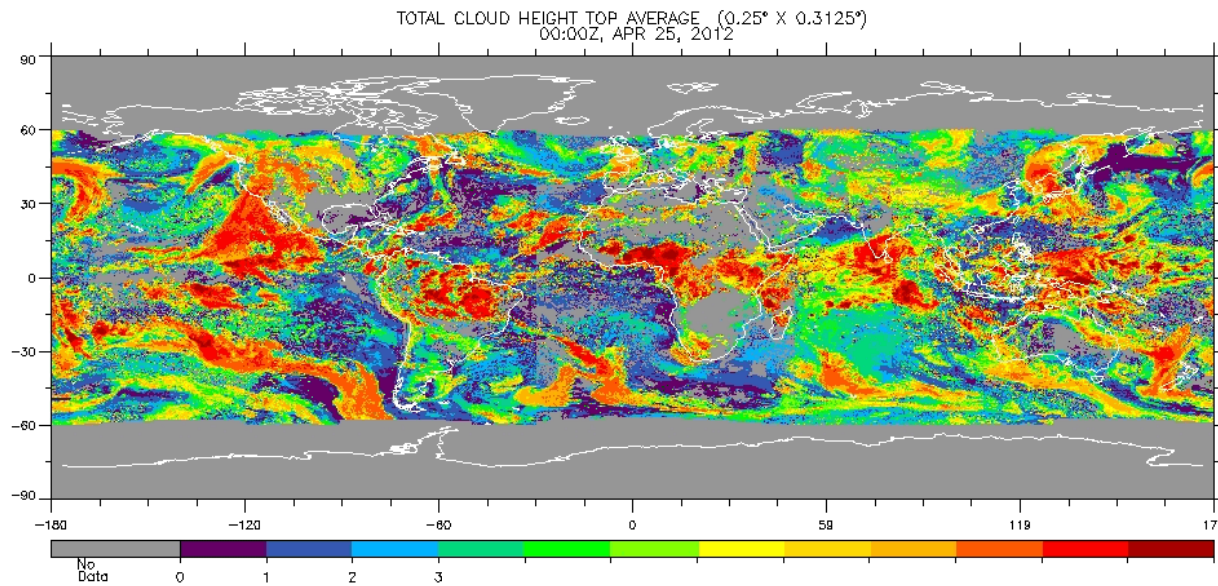 TOTAL CLOUD HEIGHT TOP AVERAGE (0.25° X 0.3125°)
00:00Z, APR 25, 2012
90
60
30
0
-30
-60
-90
-180 -120 -60 0 59 119 17
No
Data 0 1 2 3